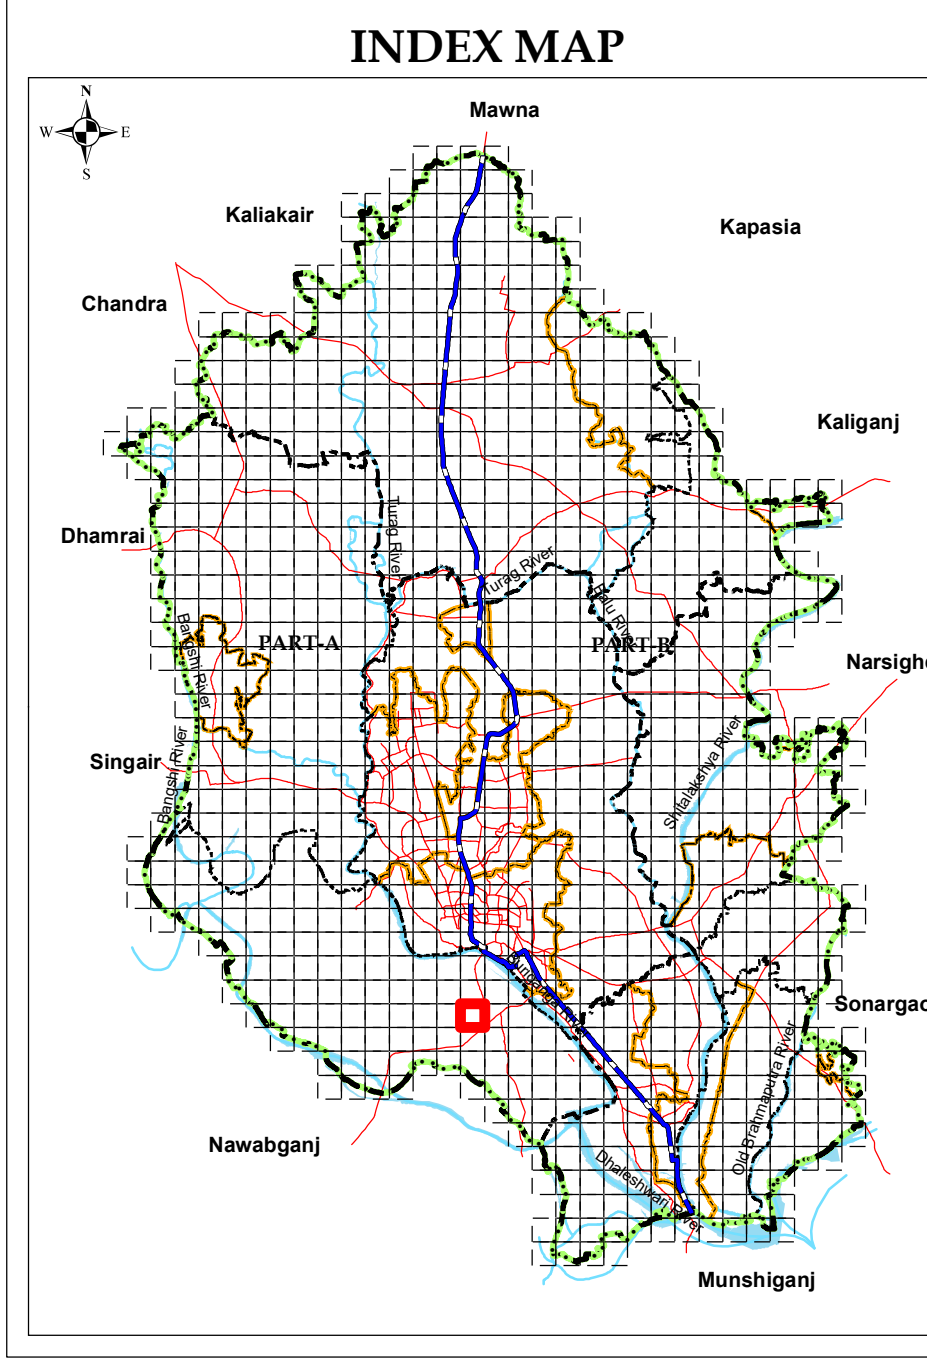 INDEX MAP
N
W E
S
Mawna
Kaliakair
Kapasia
Chandra
Kaliganj
Dhamrai
Turag River
Turag River
Balu River
Bangshi River
PART-A
PART-B
Narsighd
Shitalakshya River
Singair
Bangshi River
Buriganga River
Sonargao
Old Brahmaputra River
Nawabganj
Dhaleshwari River
Munshiganj